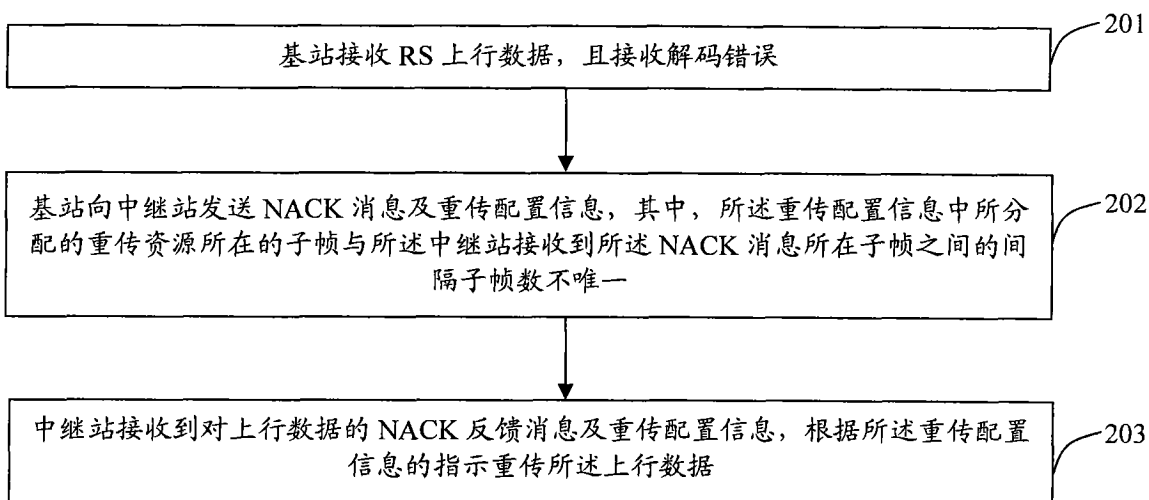 基站接收 RS 上行数据，且接收解码错误
201
基站向中继站发送 NACK 消息及重传配置信息，其中，所述重传配置信息中所分
配的重传资源所在的子帧与所述中继站接收到所述 NACK 消息所在子帧之间的间
隔子帧数不唯一
202
中继站接收到对上行数据的 NACK 反馈消息及重传配置信息，根据所述重传配置
信息的指示重传所述上行数据
203